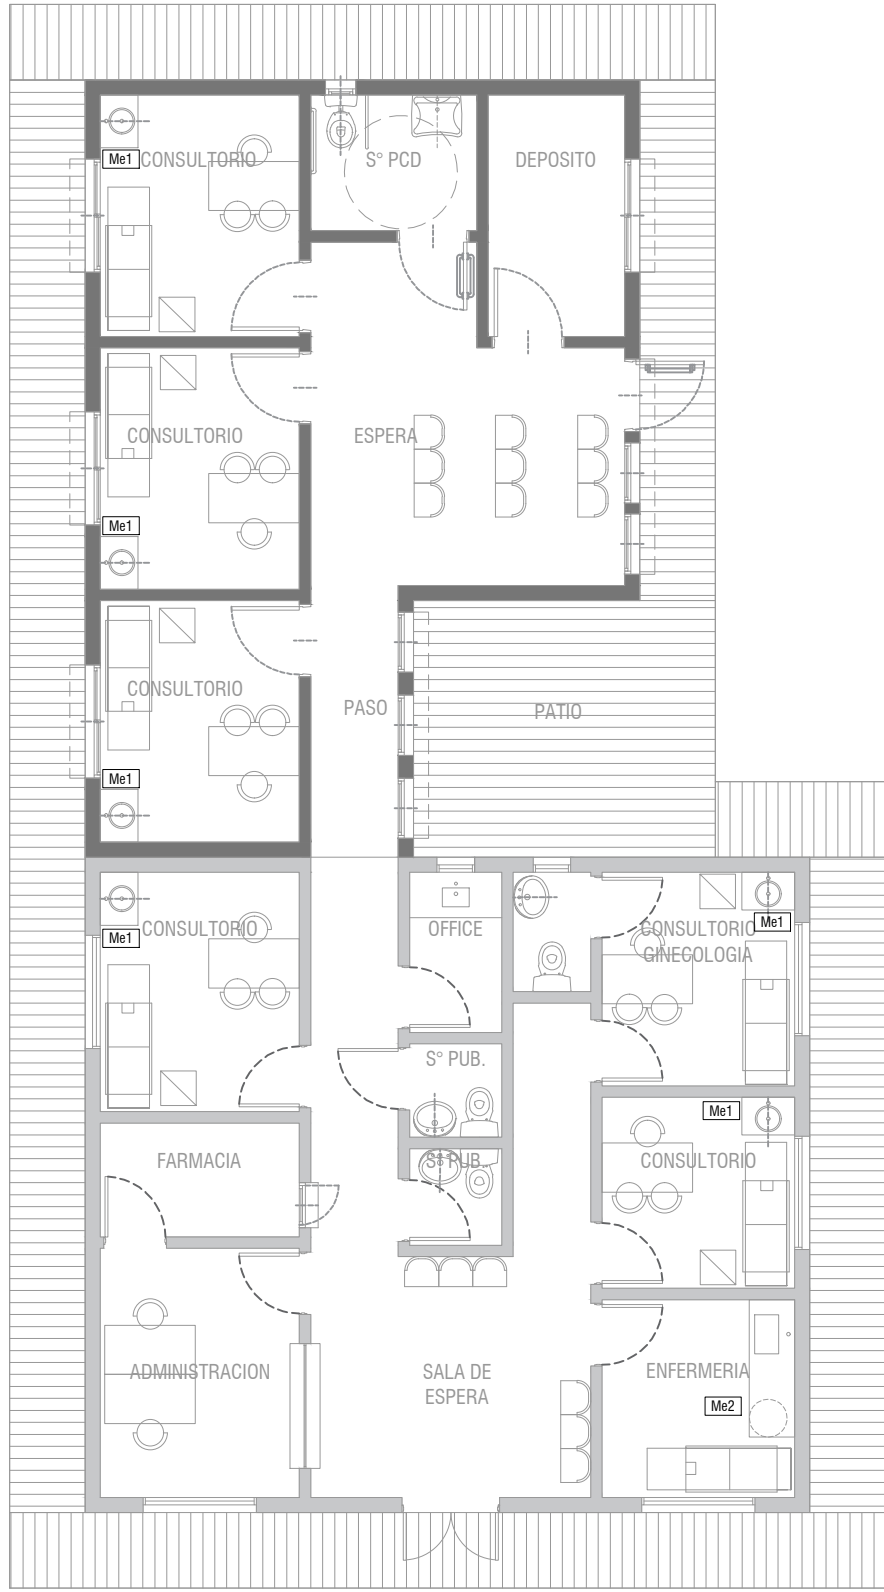 Me1
CONSULTORIO
S° PCD
DEPOSITO
CONSULTORIO
ESPERA
Me1
CONSULTORIO
PASO
PATIO
Me1
CONSULTORIO
Me1
OFFICE
CONSULTORIO
GINECOLOGIA
Me1
S° PUB.
Me1
FARMACIA
S° PUB.
CONSULTORIO
ADMINISTRACION
SALA DE
ESPERA
ENFERMERIA
Me2